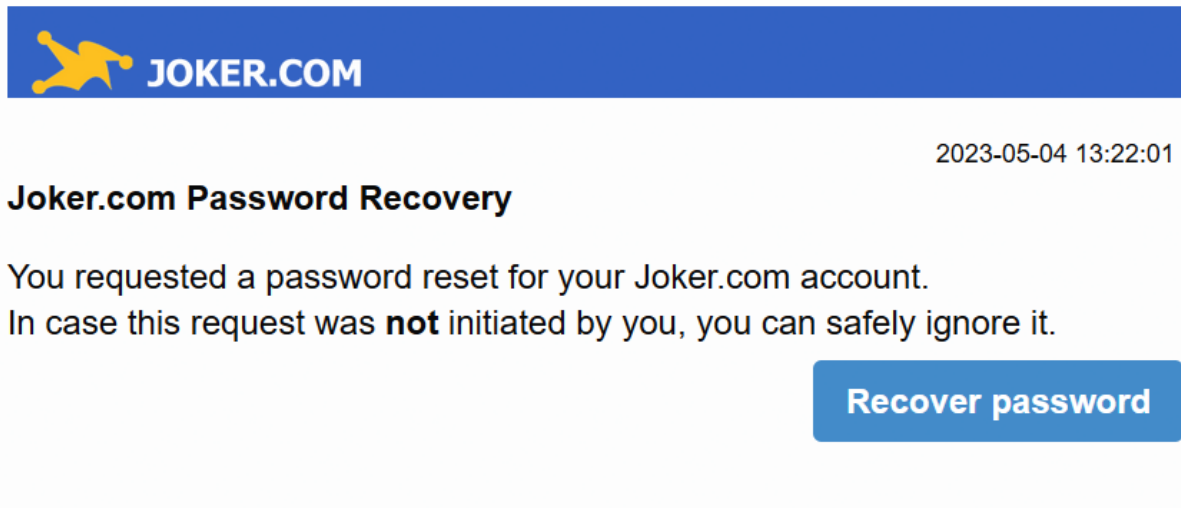 JOKER.COM
2023-05-04 13:22:01
Joker.com Password Recovery
You requested a password reset for your Joker.com account.
In case this request was not initiated by you, you can safely ignore it.
Recover password